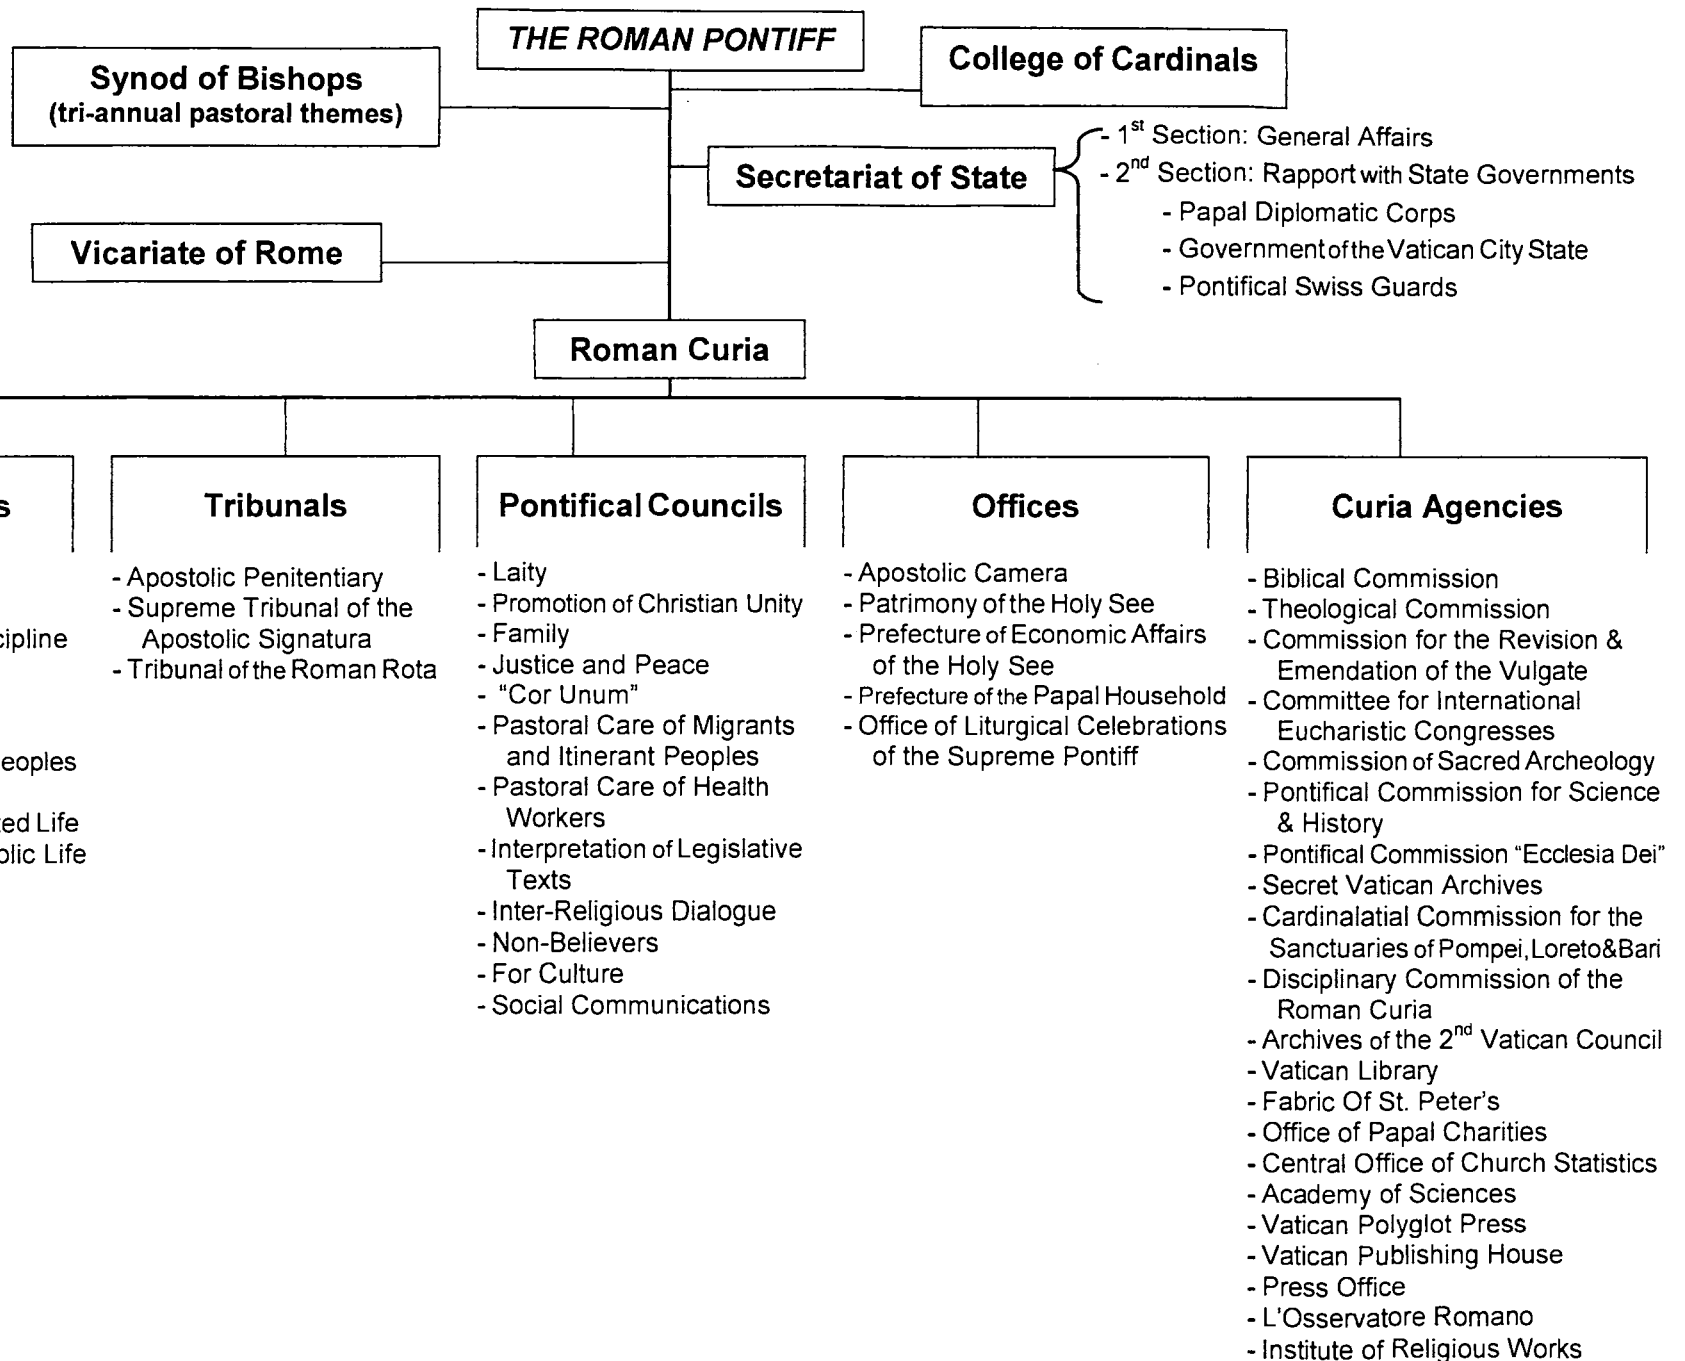 THE ROMAN PONTIFF
Synod of Bishops
(tri-annual pastoral themes)
College of Cardinals
Secretariat of State
- 1st Section: General Affairs
- 2nd Section: Rapport with State Governments
- Papal Diplomatic Corps
- Government of the Vatican City State
- Pontifical Swiss Guards
Vicariate of Rome
Roman Curia
s
cipline
eoples
ted Life
olic Life
Tribunals
- Apostolic Penitentiary
- Supreme Tribunal of the
Apostolic Signatura
- Tribunal of the Roman Rota
Pontifical Councils
- Laity
- Promotion of Christian Unity
- Family
- Justice and Peace
- "Cor Unum"
- Pastoral Care of Migrants
and Itinerant Peoples
- Pastoral Care of Health
Workers
- Interpretation of Legislative
Texts
- Inter-Religious Dialogue
- Non-Believers
- For Culture
- Social Communications
Offices
- Apostolic Camera
- Patrimony of the Holy See
- Prefecture of Economic Affairs
of the Holy See
- Prefecture of the Papal Household
- Office of Liturgical Celebrations
of the Supreme Pontiff
Curia Agencies
- Biblical Commission
- Theological Commission
- Commission for the Revision &
Emendation of the Vulgate
- Committee for International
Eucharistic Congresses
- Commission of Sacred Archeology
- Pontifical Commission for Science
& History
- Pontifical Commission "Ecclesia Dei"
- Secret Vatican Archives
- Cardinalatial Commission for the
Sanctuaries of Pompei, Loreto&Bari
- Disciplinary Commission of the
Roman Curia
- Archives of the 2nd Vatican Council
- Vatican Library
- Fabric Of St. Peter's
- Office of Papal Charities
- Central Office of Church Statistics
- Academy of Sciences
- Vatican Polyglot Press
- Vatican Publishing House
- Press Office
- L'Osservatore Romano
- Institute of Religious Works